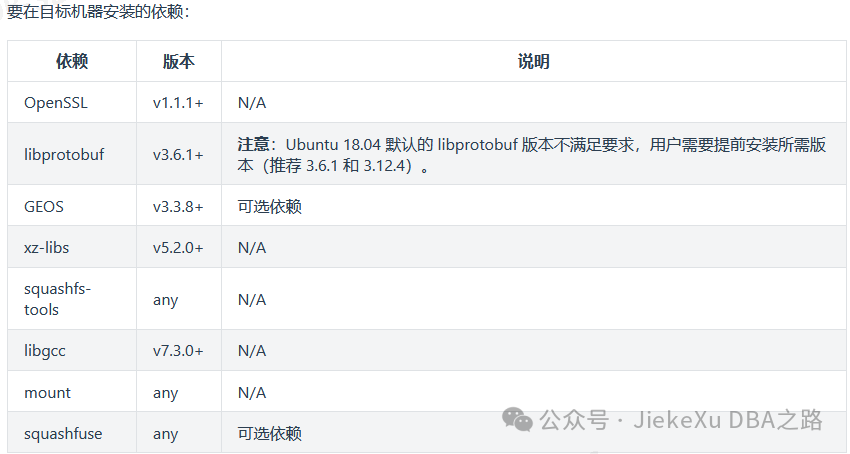 要在目标机器安装的依赖：
依赖 版本 说明
OpenSSL v1.1.1+ N/A
libprotobuf v3.6.1+ 注意：Ubuntu 18.04 默认的 libprotobuf 版本不满足要求，用户需要提前安装所需版
本（推荐 3.6.1 和 3.12.4）。
GEOS v3.3.8+ 可选依赖
xz-libs v5.2.0+ N/A
squashfs-
tools any N/A
libgcc v7.3.0+ N/A
mount any N/A
squashfuse any 可选依赖
公众号 · JiekeXu DBA之路